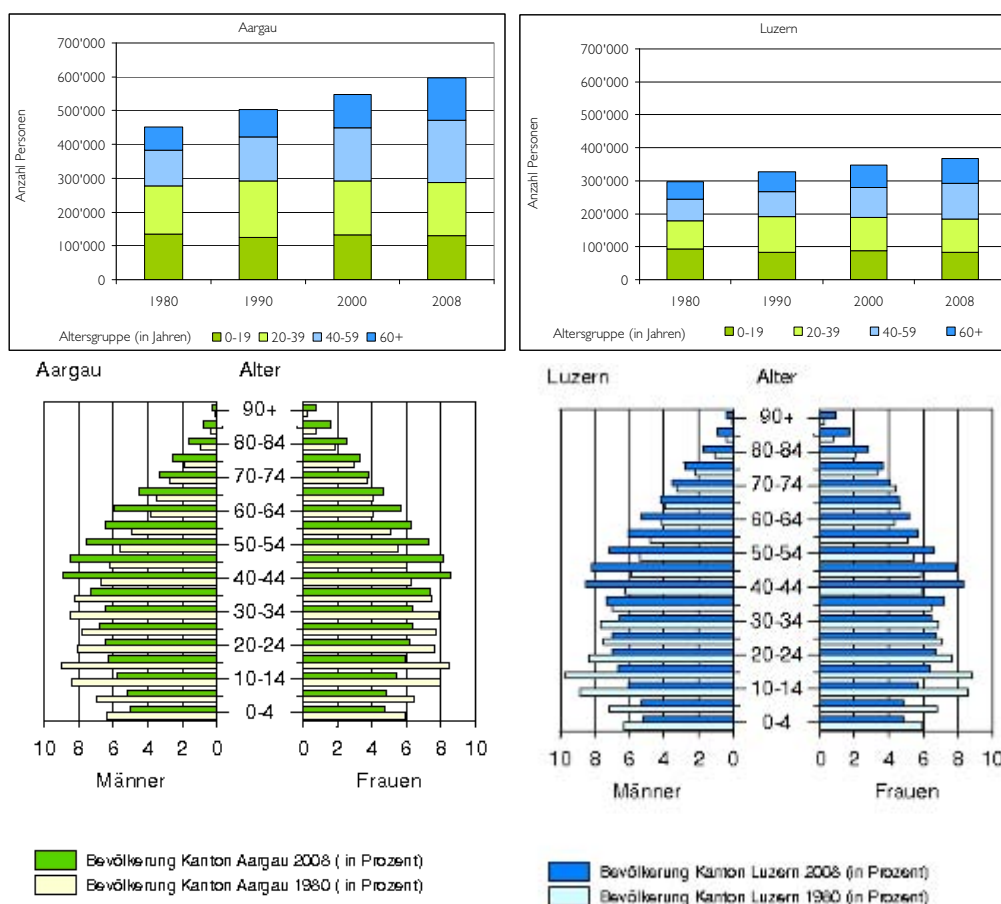 Aargau
700'000
600'000
500'000
400'000
300'000
200'000
100'000
0
Anzahl Personen
1980 1990 2000 2008
Altersgruppe (in Jahren) 0-19 20-39 40-59 60+
Luzern
700'000
600'000
500'000
400'000
300'000
200'000
100'000
0
Anzahl Personen
1980 1990 2000 2008
Altersgruppe (in Jahren) 0-19 20-39 40-59 60+
Aargau Alter
90+
80-84
70-74
60-64
50-54
40-44
30-34
20-24
10-14
0-4
10 8 6 4 2 0 0 2 4 6 8 10
Männer Frauen
Bevölkerung Kanton Aargau 2008 ( in Prozent)
Bevölkerung Kanton Aargau 1980 ( in Prozent)
Luzern Alter
90+
80-84
70-74
60-64
50-54
40-44
30-34
20-24
10-14
0-4
10 8 6 4 2 0 0 2 4 6 8 10
Männer Frauen
Bevölkerung Kanton Luzern 2008 (in Prozent)
Bevölkerung Kanton Luzern 1980 (in Prozent)